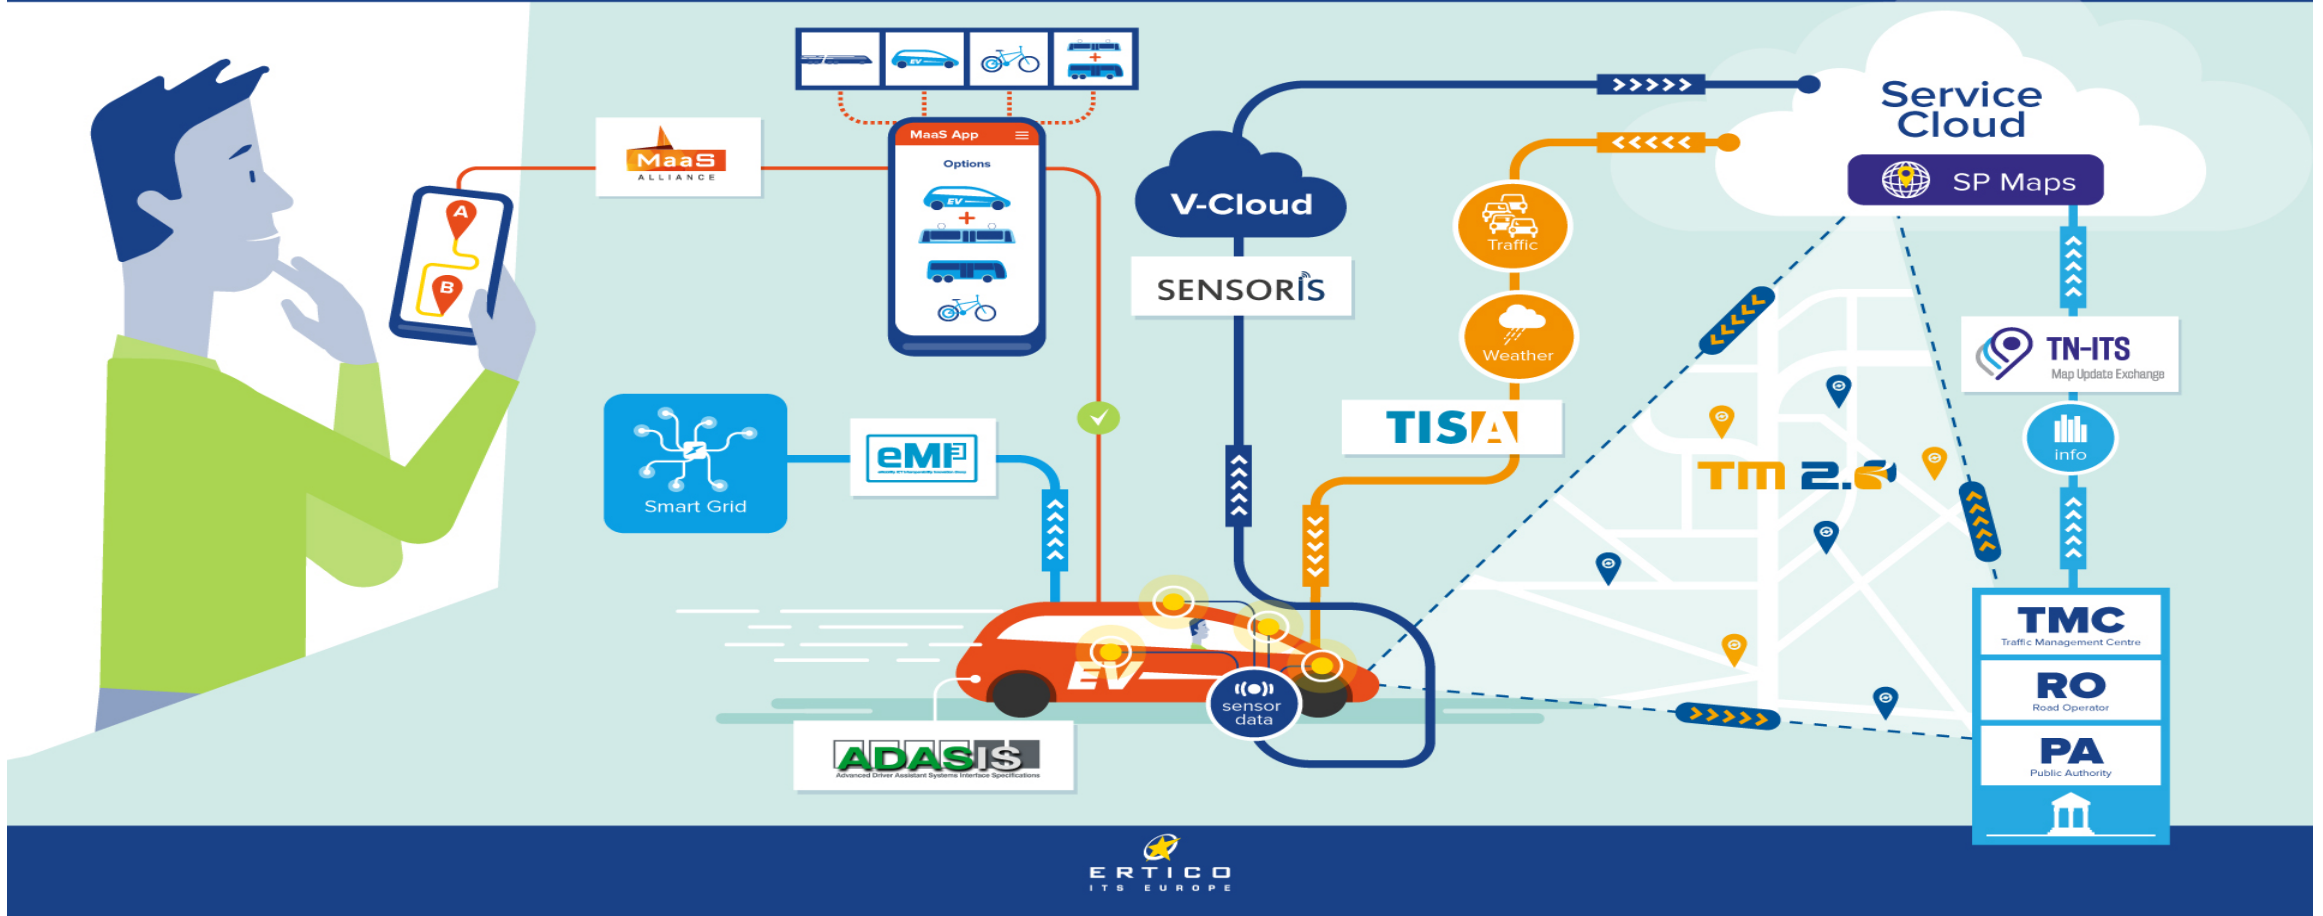 Service
Cloud
SP Maps
MaaS App
Options
EV
EV
MaaS
ALLIANCE
A
B
V-Cloud
SENSORIS
Traffic
Weather
TISA
TN-ITS
Map Update Exchange
info
TM 2.0
Smart Grid
eMI3
EV
sensor
data
ADASIS
Advanced Driver Assistant Systems Interface Specifications
TMC
Traffic Management Centre
RO
Road Operator
PA
Public Authority
ERTICO
ITS EUROPE